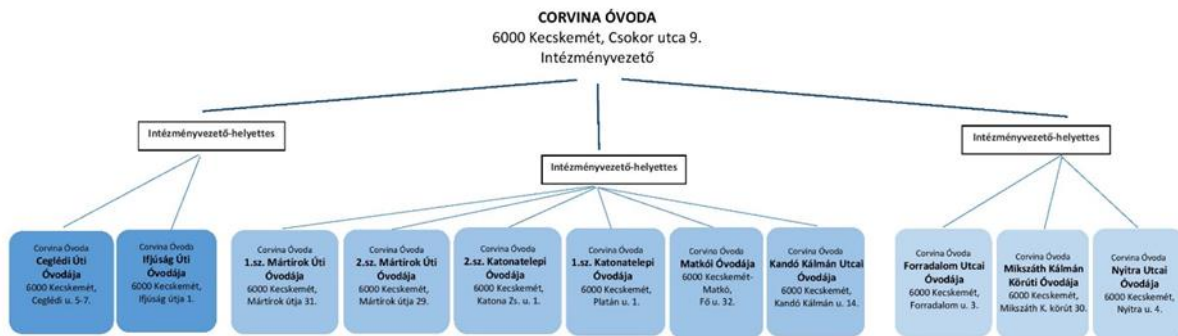 CORVINA ÓVODA
6000 Kecskemét, Csokor utca 9.
Intézményvezető
Intézményvezető-helyettes
Intézményvezető-helyettes
Intézményvezető-helyettes
Corvina Óvoda
Ceglédi Úti
Óvodája
6000 Kecskemét,
Ceglédi u. 5-7.
Corvina Óvoda
Ifjúság Úti
Óvodája
6000 Kecskemét,
Ifjúság útja 1.
Corvina Óvoda
1.sz. Mártírok Úti
Óvodája
6000 Kecskemét,
Mártírok útja 31.
Corvina Óvoda
2.sz. Mártírok Úti
Óvodája
6000 Kecskemét,
Mártírok útja 29.
Corvina Óvoda
2.sz. Katonatelepi
Óvodája
6000 Kecskemét,
Katona Zs. u. 1.
Corvina Óvoda
1.sz. Katonatelepi
Óvodája
6000 Kecskemét,
Platán u. 1.
Corvina Óvoda
Matkói Óvodája
6000 Kecskemét-
Matkó,
Fő u. 32.
Corvina Óvoda
Kandó Kálmán Utcai
Óvodája
6000 Kecskemét,
Kandó Kálmán u. 14.
Corvina Óvoda
Forradalom Utcai
Óvodája
6000 Kecskemét,
Forradalom u. 3.
Corvina Óvoda
Mikszáth Kálmán
Körúti Óvodája
6000 Kecskemét,
Mikszáth K. körút 30.
Corvina Óvoda
Nyitra Utcai
Óvodája
6000 Kecskemét,
Nyitra u. 4.